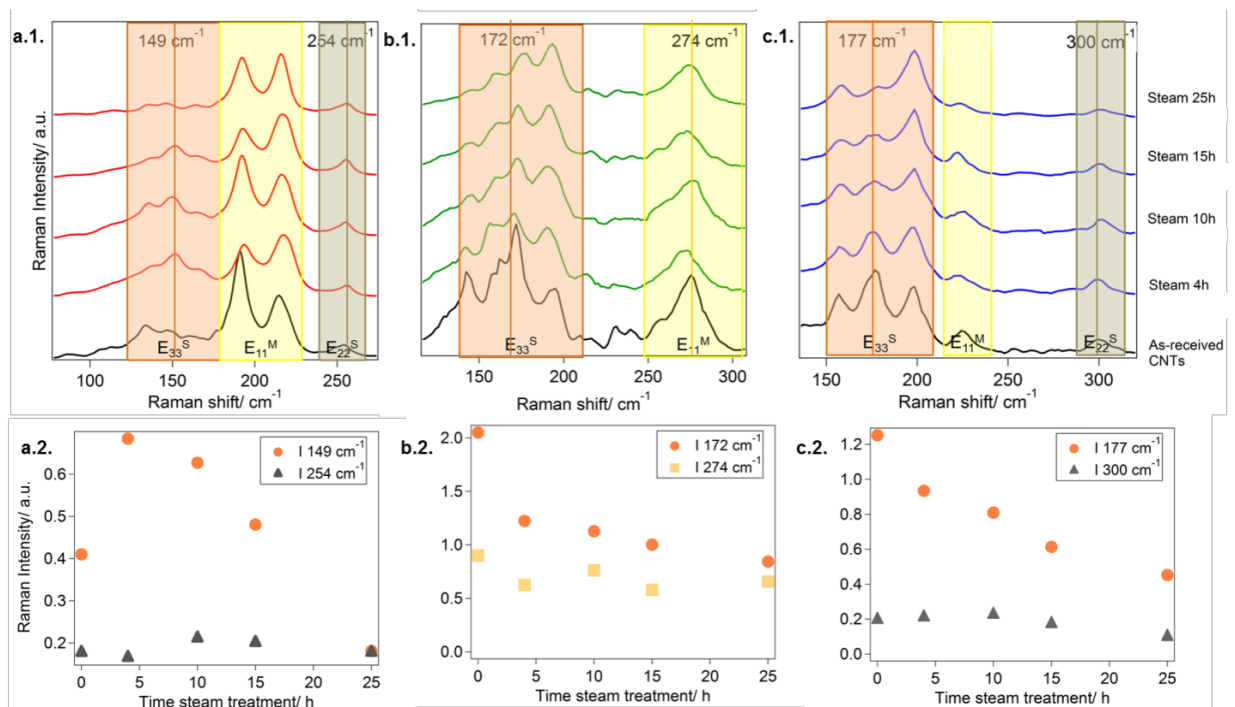 a.1.
149 cm⁻¹
254 cm⁻¹
E₃₃ˢ
E₁₁ᴹ
E₂₂ˢ
Raman Intensity/ a.u.
100
150
200
250
Raman shift/ cm⁻¹
b.1.
172 cm⁻¹
274 cm⁻¹
E₃₃ˢ
E₁₁ᴹ
150
200
250
300
Raman shift/ cm⁻¹
c.1.
177 cm⁻¹
300 cm⁻¹
E₃₃ˢ
E₁₁ᴹ
E₂₂ˢ
150
200
250
300
Raman shift/ cm⁻¹
Steam 25h
Steam 15h
Steam 10h
Steam 4h
As-received
CNTs
a.2.
I 149 cm⁻¹
I 254 cm⁻¹
Raman Intensity/ a.u.
0.6
0.5
0.4
0.3
0.2
0
5
10
15
20
25
Time steam treatment/ h
b.2.
I 172 cm⁻¹
I 274 cm⁻¹
2.0
1.5
1.0
0.5
0.0
0
5
10
15
20
25
Time steam treatment/ h
c.2.
I 177 cm⁻¹
I 300 cm⁻¹
1.2
1.0
0.8
0.6
0.4
0.2
0.0
0
5
10
15
20
25
Time steam treatment/ h